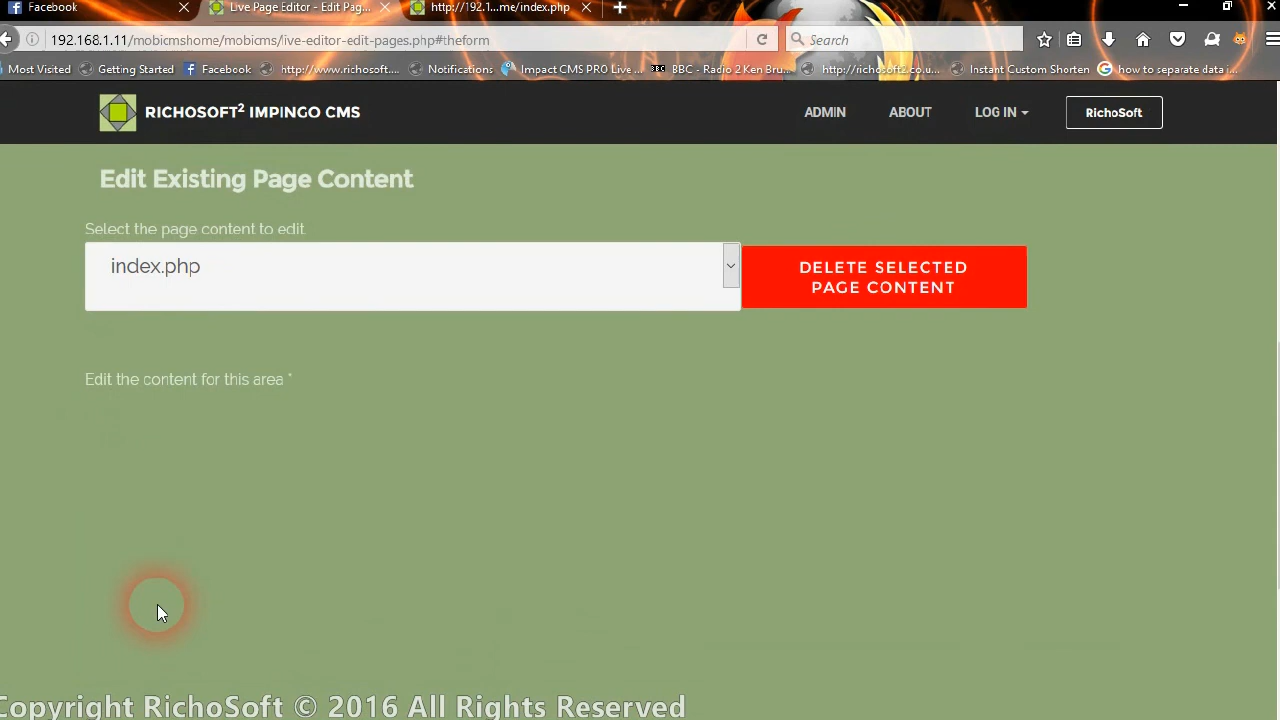 Facebook
Live Page Editor - Edit Pag...
http://192.1...me/index.php
192.168.1.11/mobicmshome/mobicms/live-editor-edit-pages.php#theform
Search
Most Visited
Getting Started
Facebook
http://www.richosoft....
Notifications
Impact CMS PRO Live ...
BBC - Radio 2 Ken Bru...
http://richosoft2.co.u...
Instant Custom Shorten
how to separate data i...
RICHOSOFT² IMPINGO CMS
ADMIN
ABOUT
LOG IN
RichoSoft
Edit Existing Page Content
Select the page content to edit
index.php
DELETE SELECTED
PAGE CONTENT
Edit the content for this area *
Copyright RichoSoft © 2016 All Rights Reserved